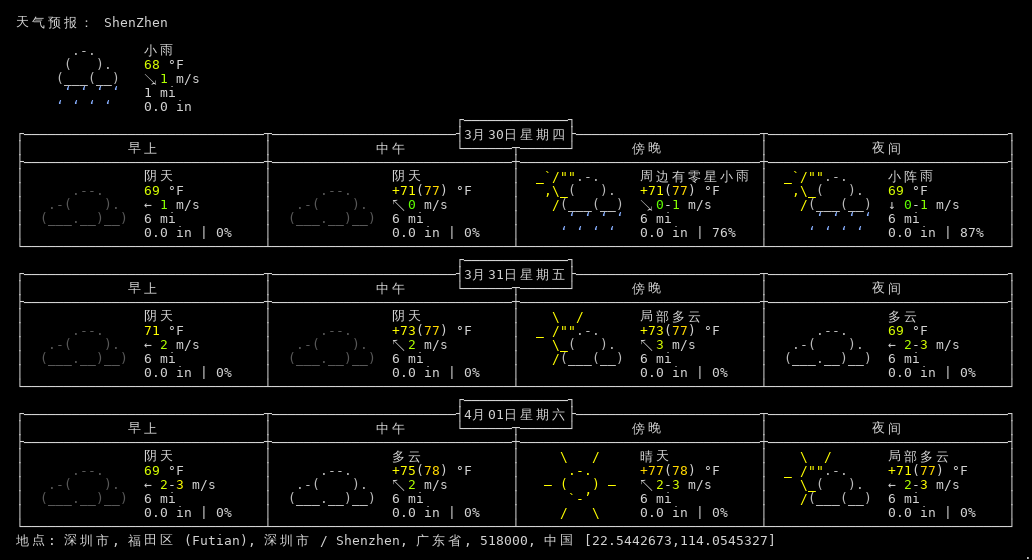 天气预报： ShenZhen
小雨
68 °F
↘ 1 m/s
1 mi
0.0 in
3月30日星期四
早上 中午 傍晚 夜间
阴天 阴天 周边有零星小雨 小阵雨
69 °F +71(77) °F +71(77) °F 69 °F
← 1 m/s ↖ 0 m/s ↘ 0-1 m/s ↓ 0-1 m/s
6 mi 6 mi 6 mi 6 mi
0.0 in | 0% 0.0 in | 0% 0.0 in | 76% 0.0 in | 87%
3月31日星期五
早上 中午 傍晚 夜间
阴天 阴天 局部多云 多云
71 °F +73(77) °F +73(77) °F 69 °F
← 2 m/s ↖ 2 m/s ↖ 3 m/s ← 2-3 m/s
6 mi 6 mi 6 mi 6 mi
0.0 in | 0% 0.0 in | 0% 0.0 in | 0% 0.0 in | 0%
4月01日星期六
早上 中午 傍晚 夜间
阴天 多云 晴天 局部多云
69 °F +75(78) °F +77(78) °F +71(77) °F
← 2-3 m/s ↖ 2 m/s ↖ 2-3 m/s ← 2-3 m/s
6 mi 6 mi 6 mi 6 mi
0.0 in | 0% 0.0 in | 0% 0.0 in | 0% 0.0 in | 0%
地点: 深圳市, 福田区 (Futian), 深圳市 / Shenzhen, 广东省, 518000, 中国 [22.5442673,114.0545327]